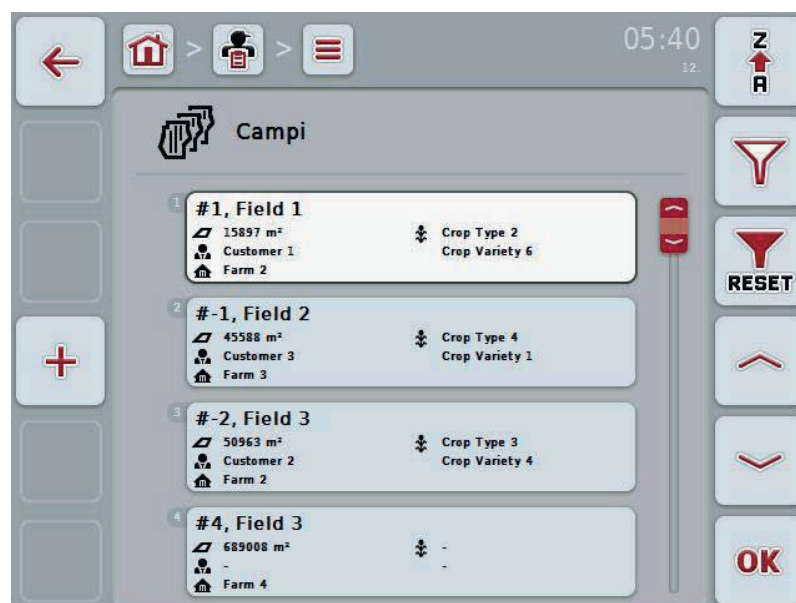 > >
05:40
12.
Z
A
Campi
1
#1, Field 1
15897 m²
Crop Type 2
Customer 1
Crop Variety 6
Farm 2
RESET
2
#-1, Field 2
45588 m²
Crop Type 4
Customer 3
Crop Variety 1
Farm 3
3
#-2, Field 3
50963 m²
Crop Type 3
Customer 2
Crop Variety 4
Farm 2
4
#4, Field 3
689008 m²
-
-
-
Farm 4
OK